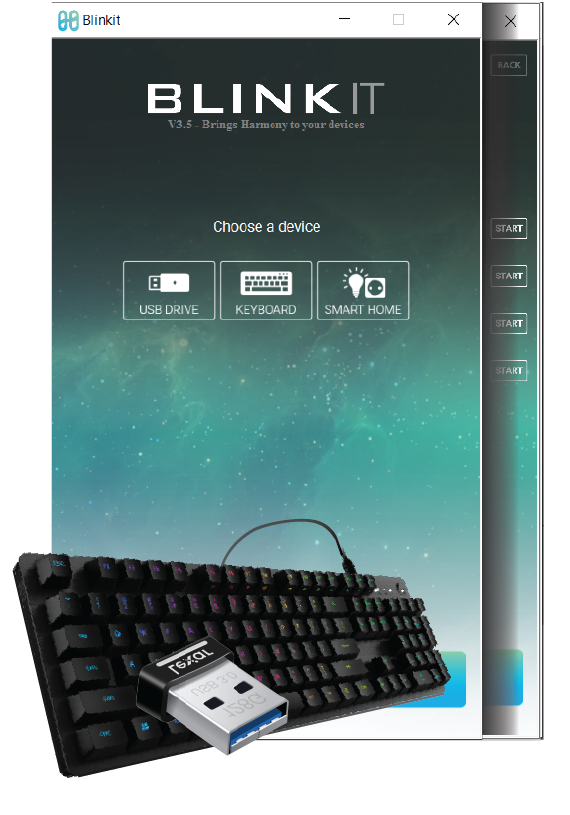 Blinkit
BACK
BLINKIT
V3.5 - Brings Harmony to your devices
Choose a device
START
START
START
START
USB DRIVE
KEYBOARD
SMART HOME
Lexar
USB 3.0
128G